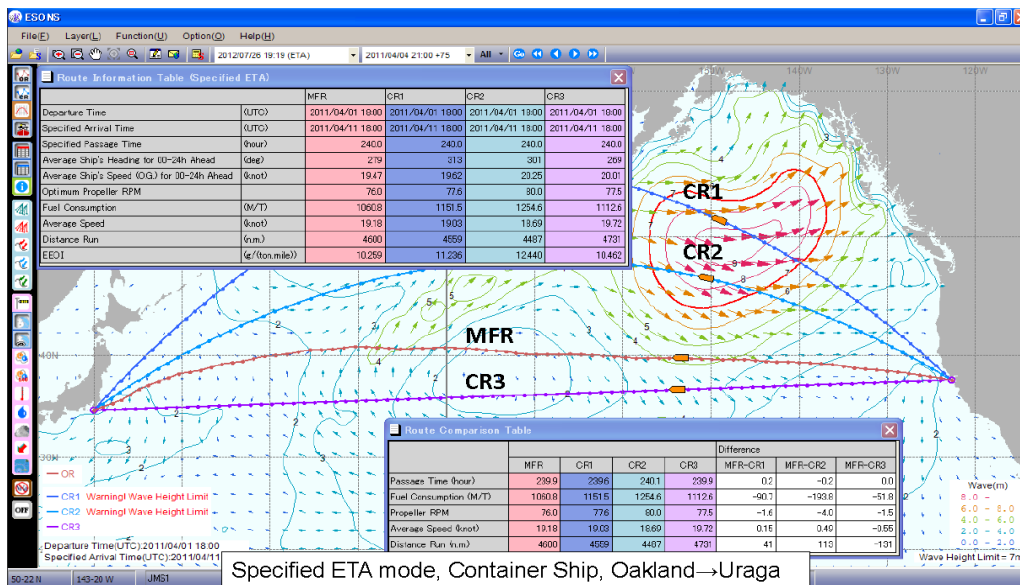 ESONS
File(F) Layer(L) Function(U) Option(O) Help(H)
2012/07/26 19:19 (ETA) 2011/04/04 21:00 +75 All Go
Route Information Table (Specified ETA)
MFR CR1 CR2 CR3
Departure Time (UTC) 2011/04/01 18:00 2011/04/01 18:00 2011/04/01 18:00 2011/04/01 18:00
Specified Arrival Time (UTC) 2011/04/11 18:00 2011/04/11 18:00 2011/04/11 18:00 2011/04/11 18:00
Specified Passage Time (hour) 240.0 240.0 240.0 240.0
Average Ship's Heading for 00-24h Ahead (deg) 279 313 301 269
Average Ship's Speed (O.G.) for 00-24h Ahead (knot) 19.47 19.62 20.25 20.01
Optimum Propeller RPM 76.0 77.6 80.0 77.5
Fuel Consumption (M/T) 1060.8 1151.5 1254.6 1112.6
Average Speed (knot) 19.18 19.03 18.69 19.72
Distance Run (n.m.) 4600 4559 4487 4731
EEOI (g/(ton.mile)) 10.259 11.236 12.440 10.462
140W 130W 120W
CR1
CR2
MFR
CR3
40N
30N
Route Comparison Table
Difference
MFR CR1 CR2 CR3 MFR-CR1 MFR-CR2 MFR-CR3
Passage Time (hour) 239.9 239.6 240.1 239.9 0.2 -0.2 0.0
Fuel Consumption (M/T) 1060.8 1151.5 1254.6 1112.6 -90.7 -193.8 -51.8
Propeller RPM 76.0 77.6 80.0 77.5 -1.6 -4.0 -1.5
Average Speed (knot) 19.18 19.03 18.69 19.72 0.15 0.49 -0.55
Distance Run (n.m.) 4600 4559 4487 4731 41 113 -131
OR
CR1 Warning! Wave Height Limit
CR2 Warning! Wave Height Limit
CR3
Wave(m)
8.0 -
6.0 - 8.0
4.0 - 6.0
2.0 - 4.0
0.0 - 2.0
Departure Time(UTC):2011/04/01 18:00
Specified Arrival Time(UTC):2011/04/11
Wave Height Limit = 7m
OFF
Specified ETA mode, Container Ship, Oakland→Uraga
50-22 N 143-20 W JMS1